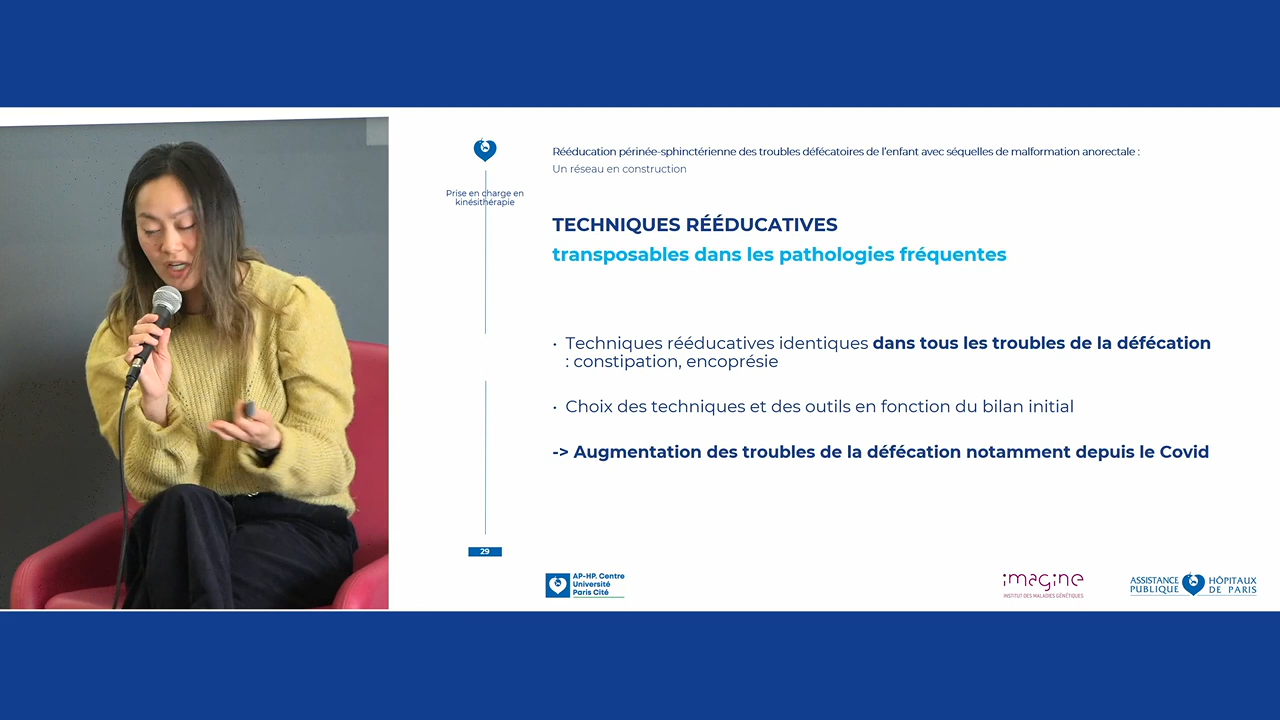 Rééducation périnée-sphinctérienne des troubles défécatoires de l'enfant avec séquelles de malformation anorectale :
Un réseau en construction
Prise en charge en
kinésithérapie
TECHNIQUES RÉÉDUCATIVES
transposables dans les pathologies fréquentes
• Techniques rééducatives identiques dans tous les troubles de la défécation
: constipation, encoprésie
• Choix des techniques et des outils en fonction du bilan initial
-> Augmentation des troubles de la défécation notamment depuis le Covid
29
AP-HP. Centre
Université
Paris Cité
imagine
INSTITUT DES MALADIES GÉNÉTIQUES
ASSISTANCE HÔPITAUX
PUBLIQUE DE PARIS